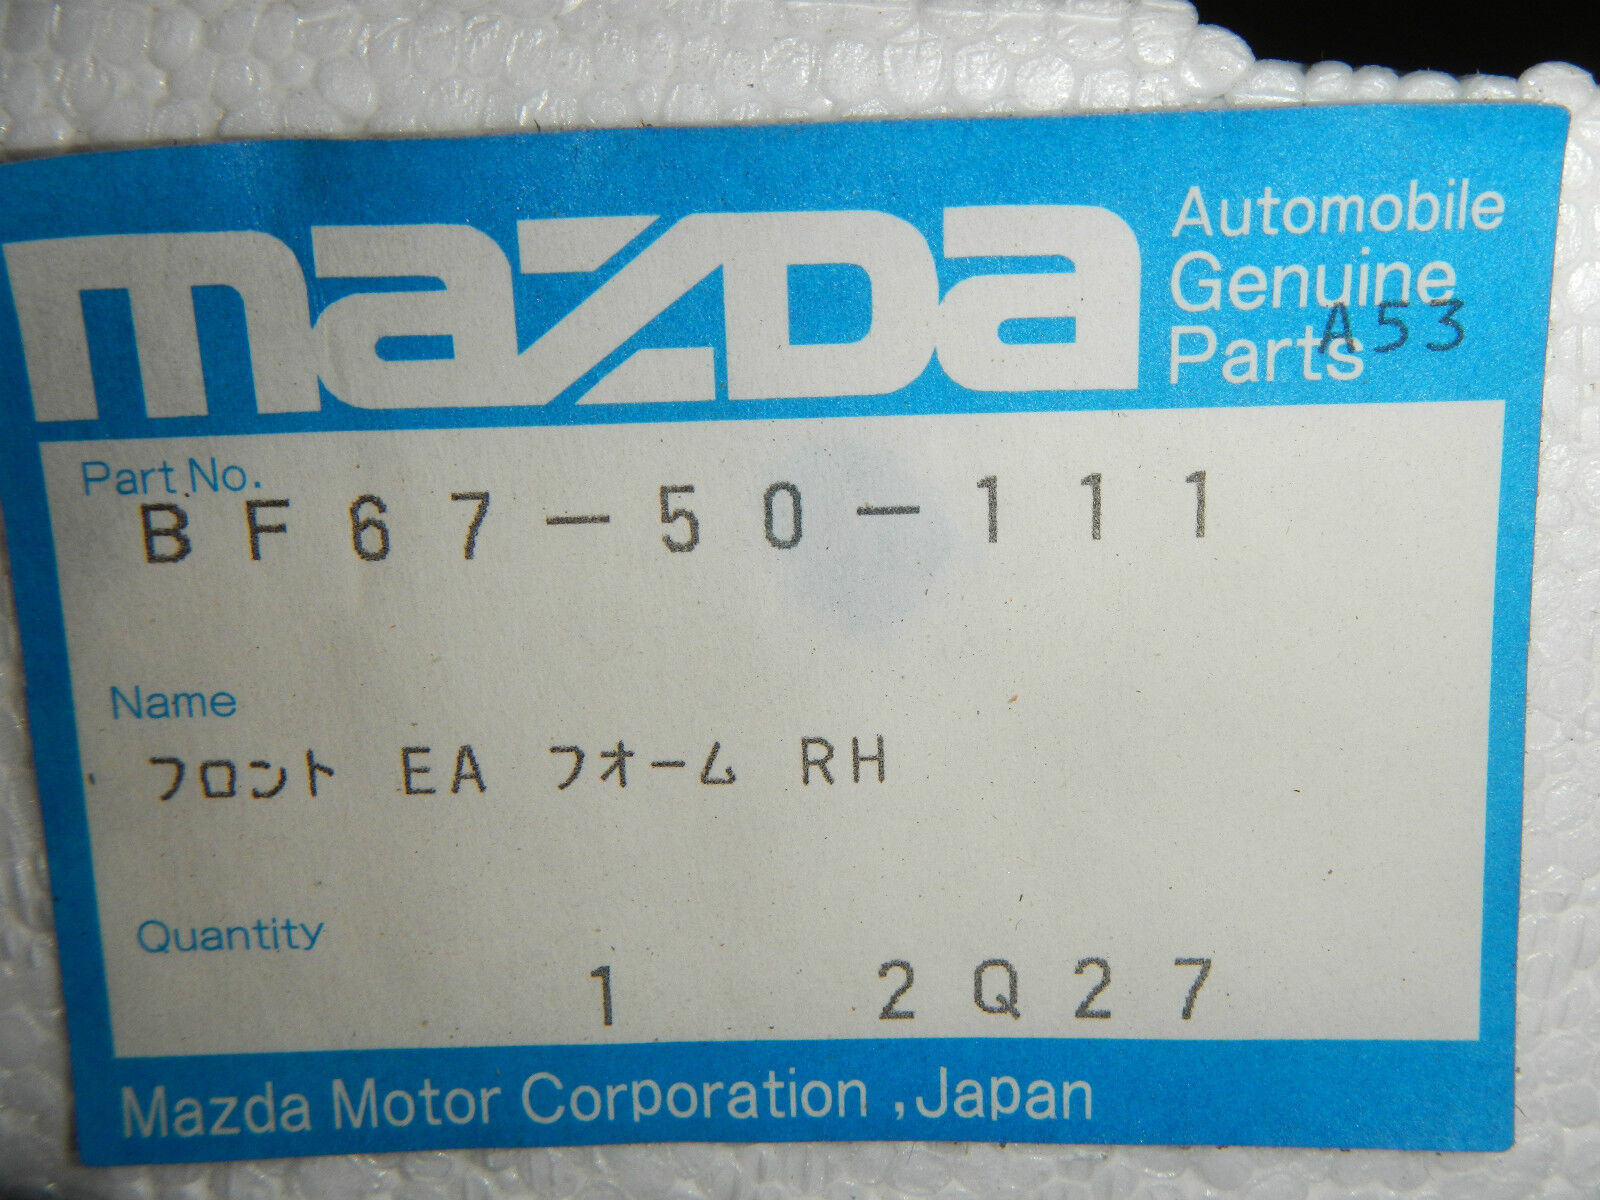 mazda
Automobile
Genuine
Parts
A53
Part No.
BF67-50-111
Name
フロント EA フオーム RH
Quantity
1 2Q27
Mazda Motor Corporation ,Japan